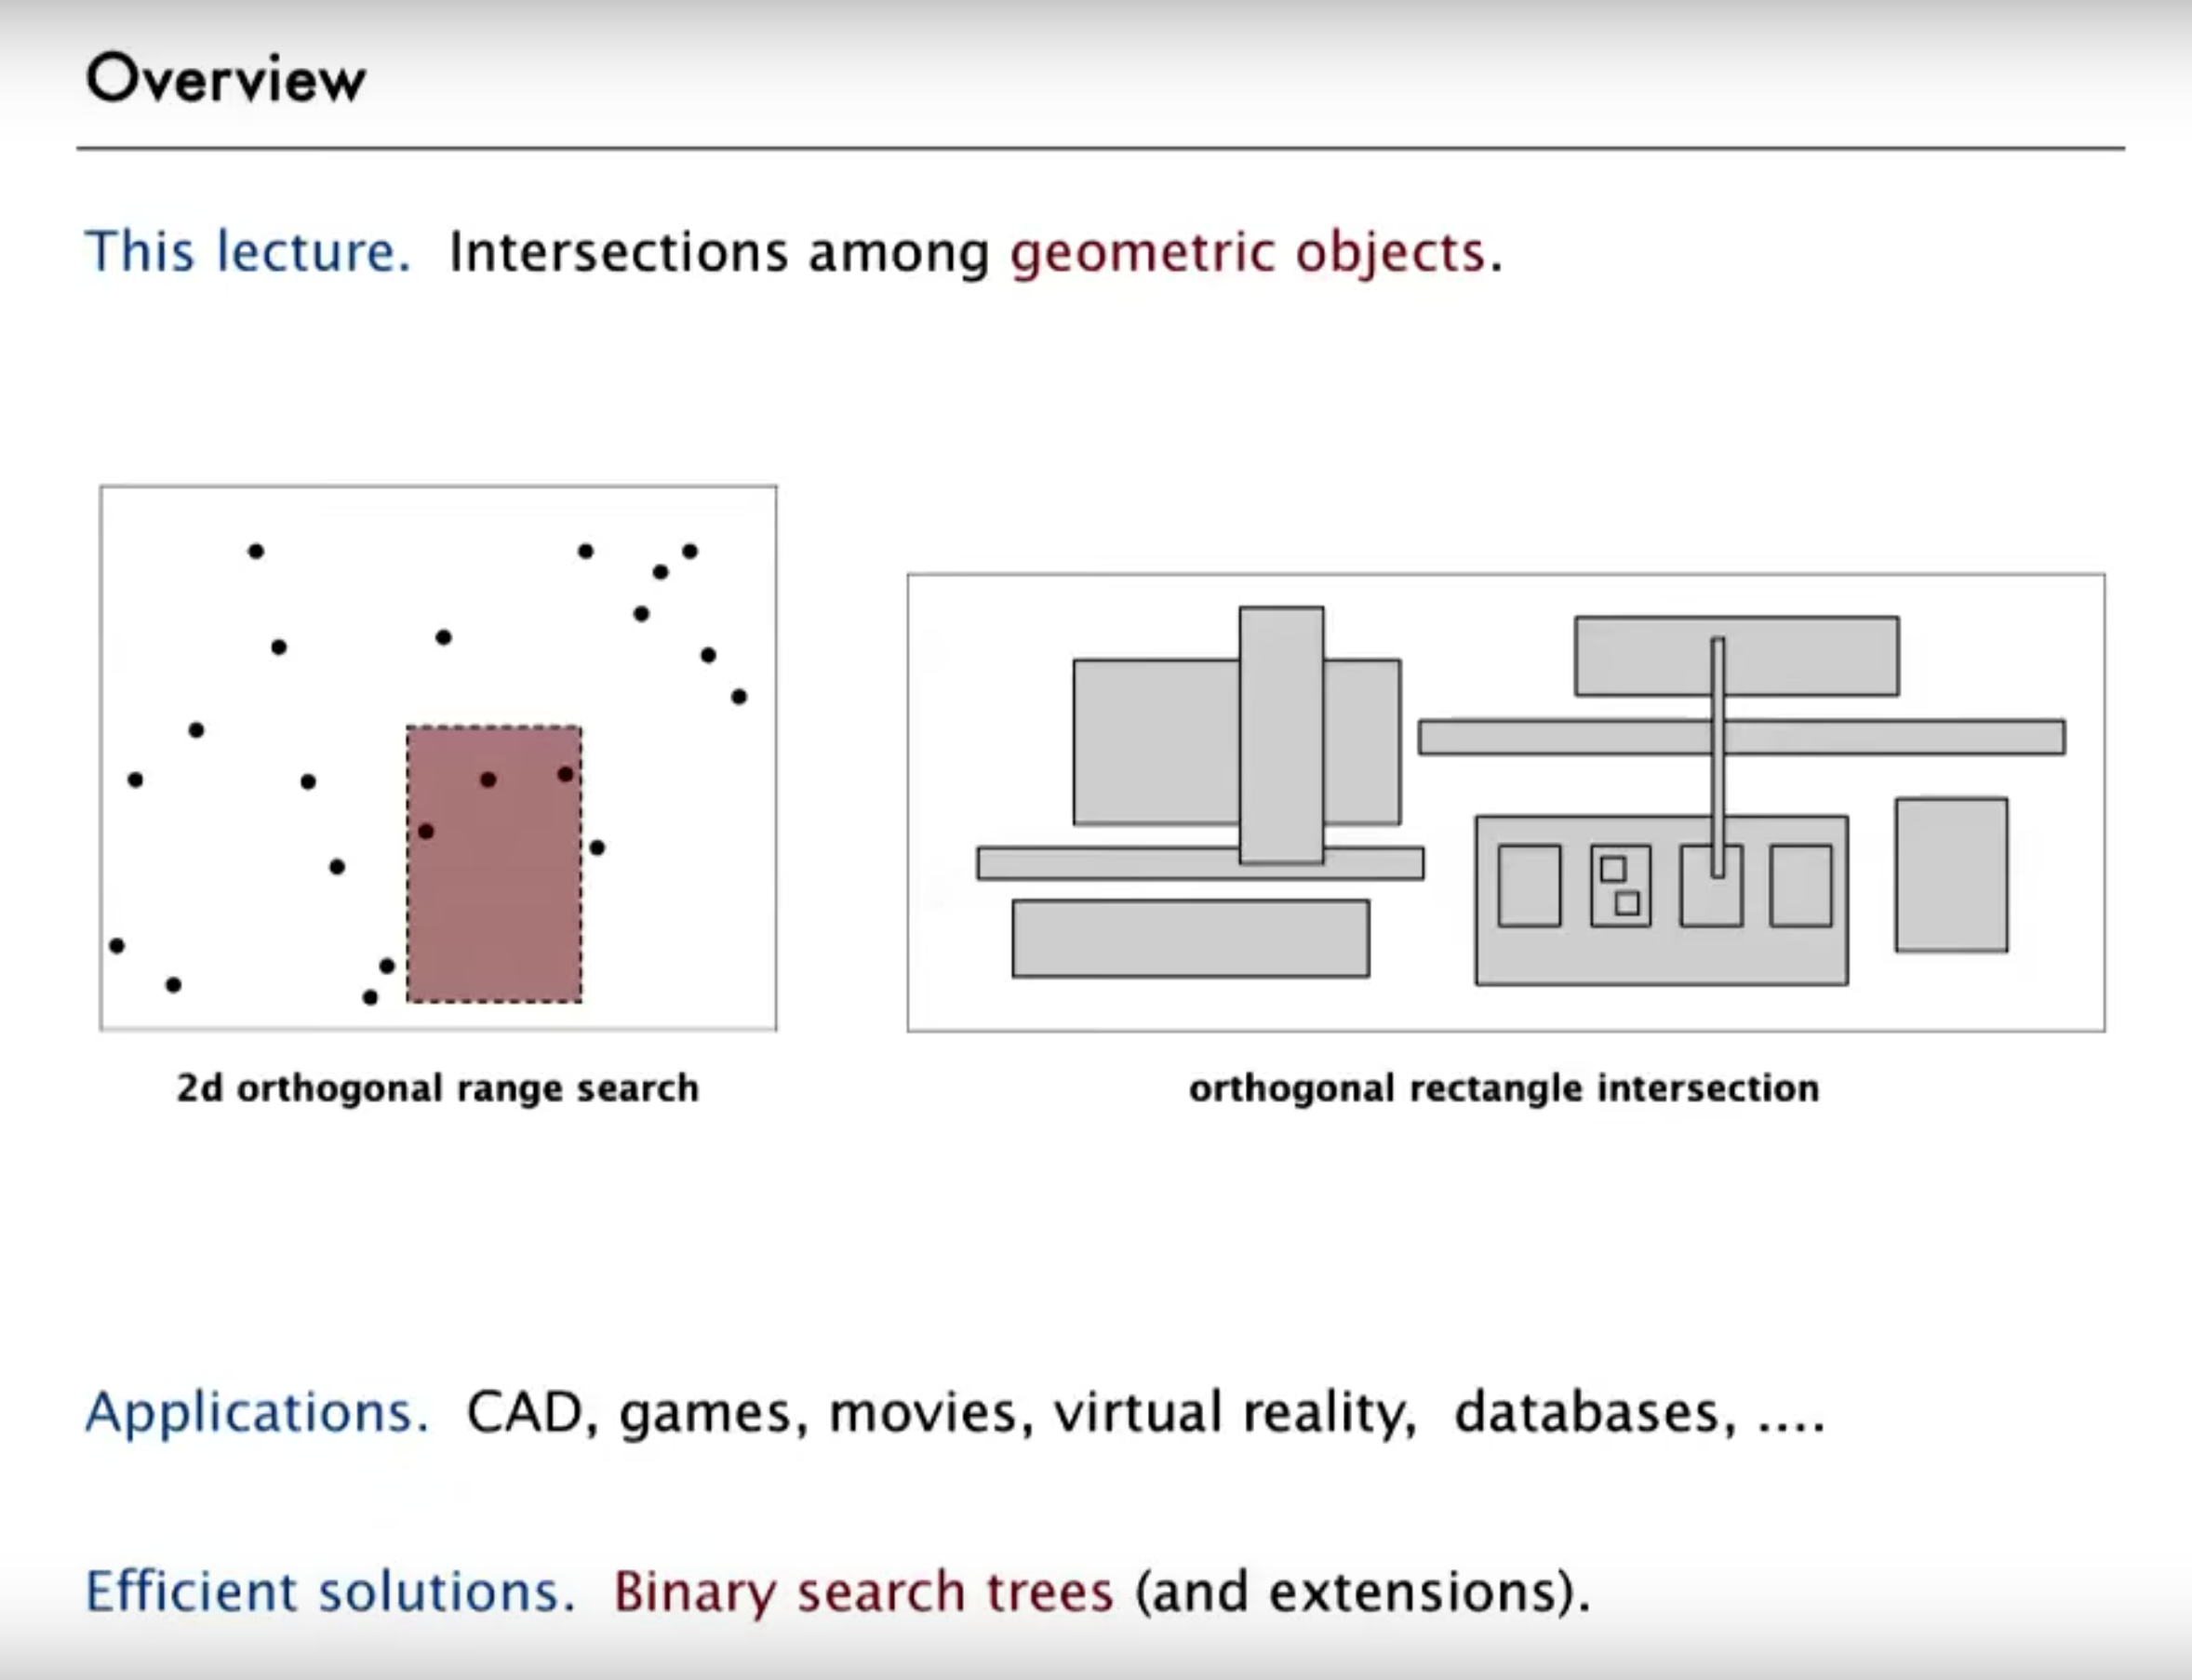 Overview
This lecture. Intersections among geometric objects.
2d orthogonal range search
orthogonal rectangle intersection
Applications. CAD, games, movies, virtual reality, databases, ....
Efficient solutions. Binary search trees (and extensions).